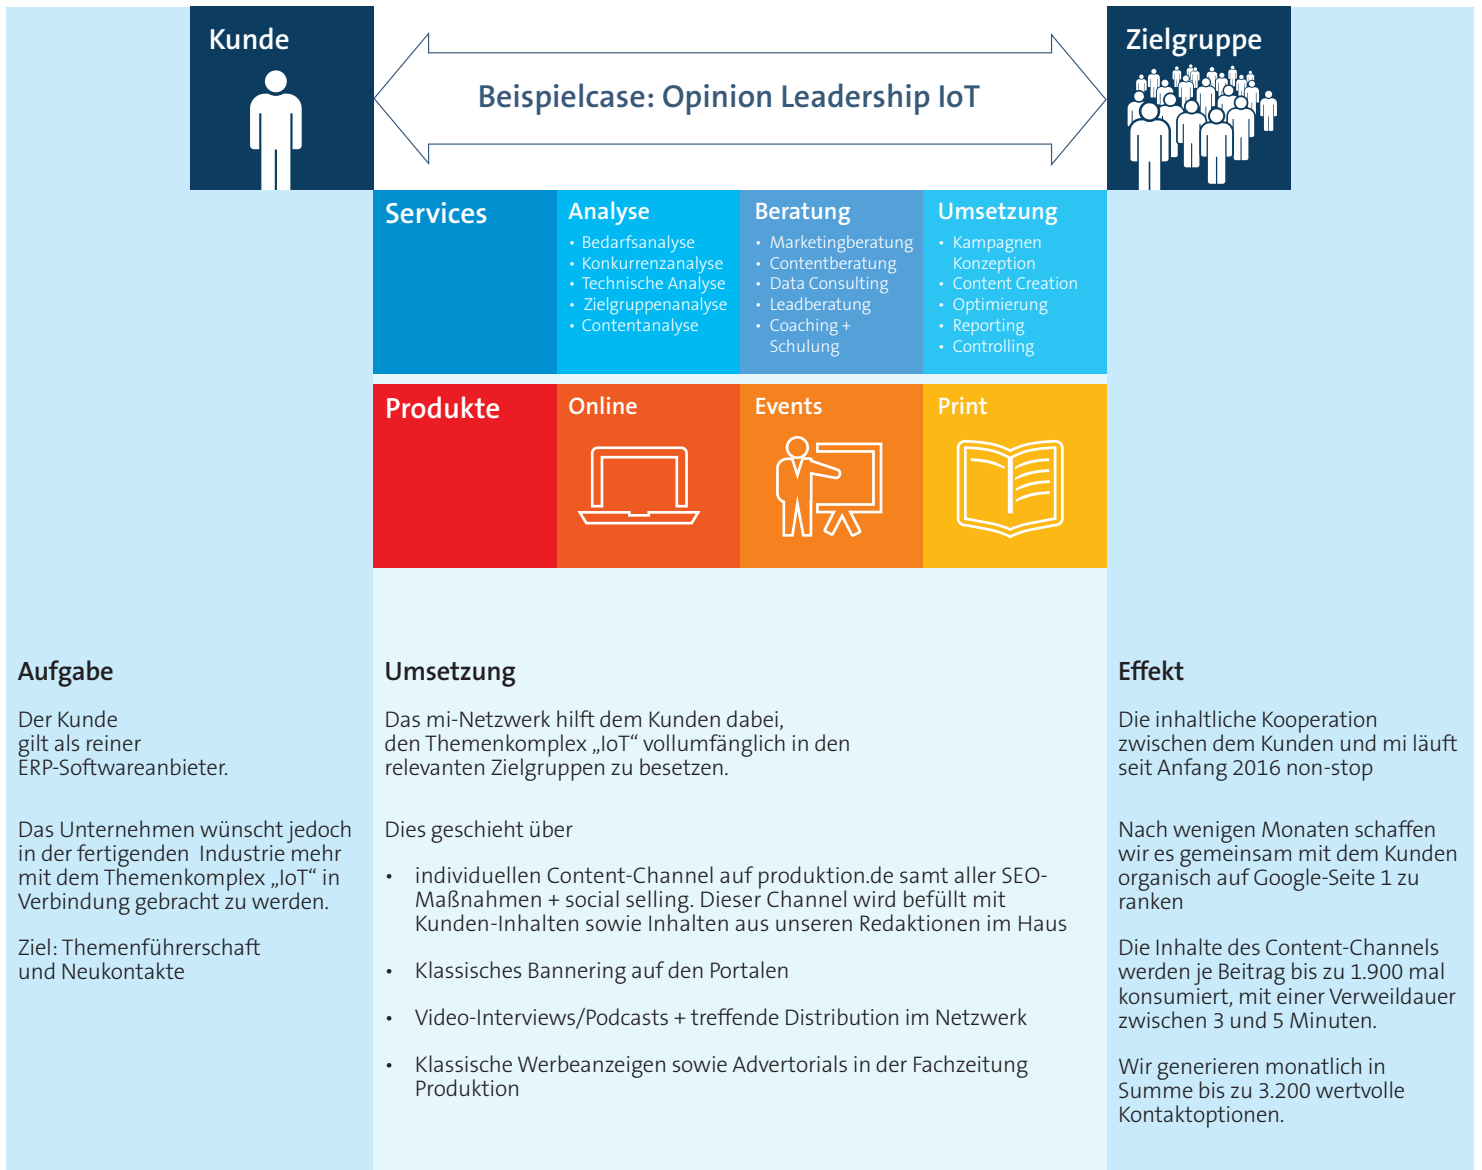 Kunde
Beispielcase: Opinion Leadership IoT
Zielgruppe
Services
Analyse
• Bedarfsanalyse
• Konkurrenzanalyse
• Technische Analyse
• Zielgruppenanalyse
• Contentanalyse
Beratung
• Marketingberatung
• Contentberatung
• Data Consulting
• Leadberatung
• Coaching +
Schulung
Umsetzung
• Kampagnen
Konzeption
• Content Creation
• Optimierung
• Reporting
• Controlling
Produkte
Online
Events
Print
Aufgabe
Der Kunde
gilt als reiner
ERP-Softwareanbieter.
Das Unternehmen wünscht jedoch
in der fertigenden Industrie mehr
mit dem Themenkomplex „IoT“ in
Verbindung gebracht zu werden.
Ziel: Themenführerschaft
und Neukontakte
Umsetzung
Das mi-Netzwerk hilft dem Kunden dabei,
den Themenkomplex „IoT“ vollumfänglich in den
relevanten Zielgruppen zu besetzen.
Dies geschieht über
• individuellen Content-Channel auf produktion.de samt aller SEO-
Maßnahmen + social selling. Dieser Channel wird befüllt mit
Kunden-Inhalten sowie Inhalten aus unseren Redaktionen im Haus
• Klassisches Bannering auf den Portalen
• Video-Interviews/Podcasts + treffende Distribution im Netzwerk
• Klassische Werbeanzeigen sowie Advertorials in der Fachzeitung
Produktion
Effekt
Die inhaltliche Kooperation
zwischen dem Kunden und mi läuft
seit Anfang 2016 non-stop
Nach wenigen Monaten schaffen
wir es gemeinsam mit dem Kunden
organisch auf Google-Seite 1 zu
ranken
Die Inhalte des Content-Channels
werden je Beitrag bis zu 1.900 mal
konsumiert, mit einer Verweildauer
zwischen 3 und 5 Minuten.
Wir generieren monatlich in
Summe bis zu 3.200 wertvolle
Kontaktoptionen.